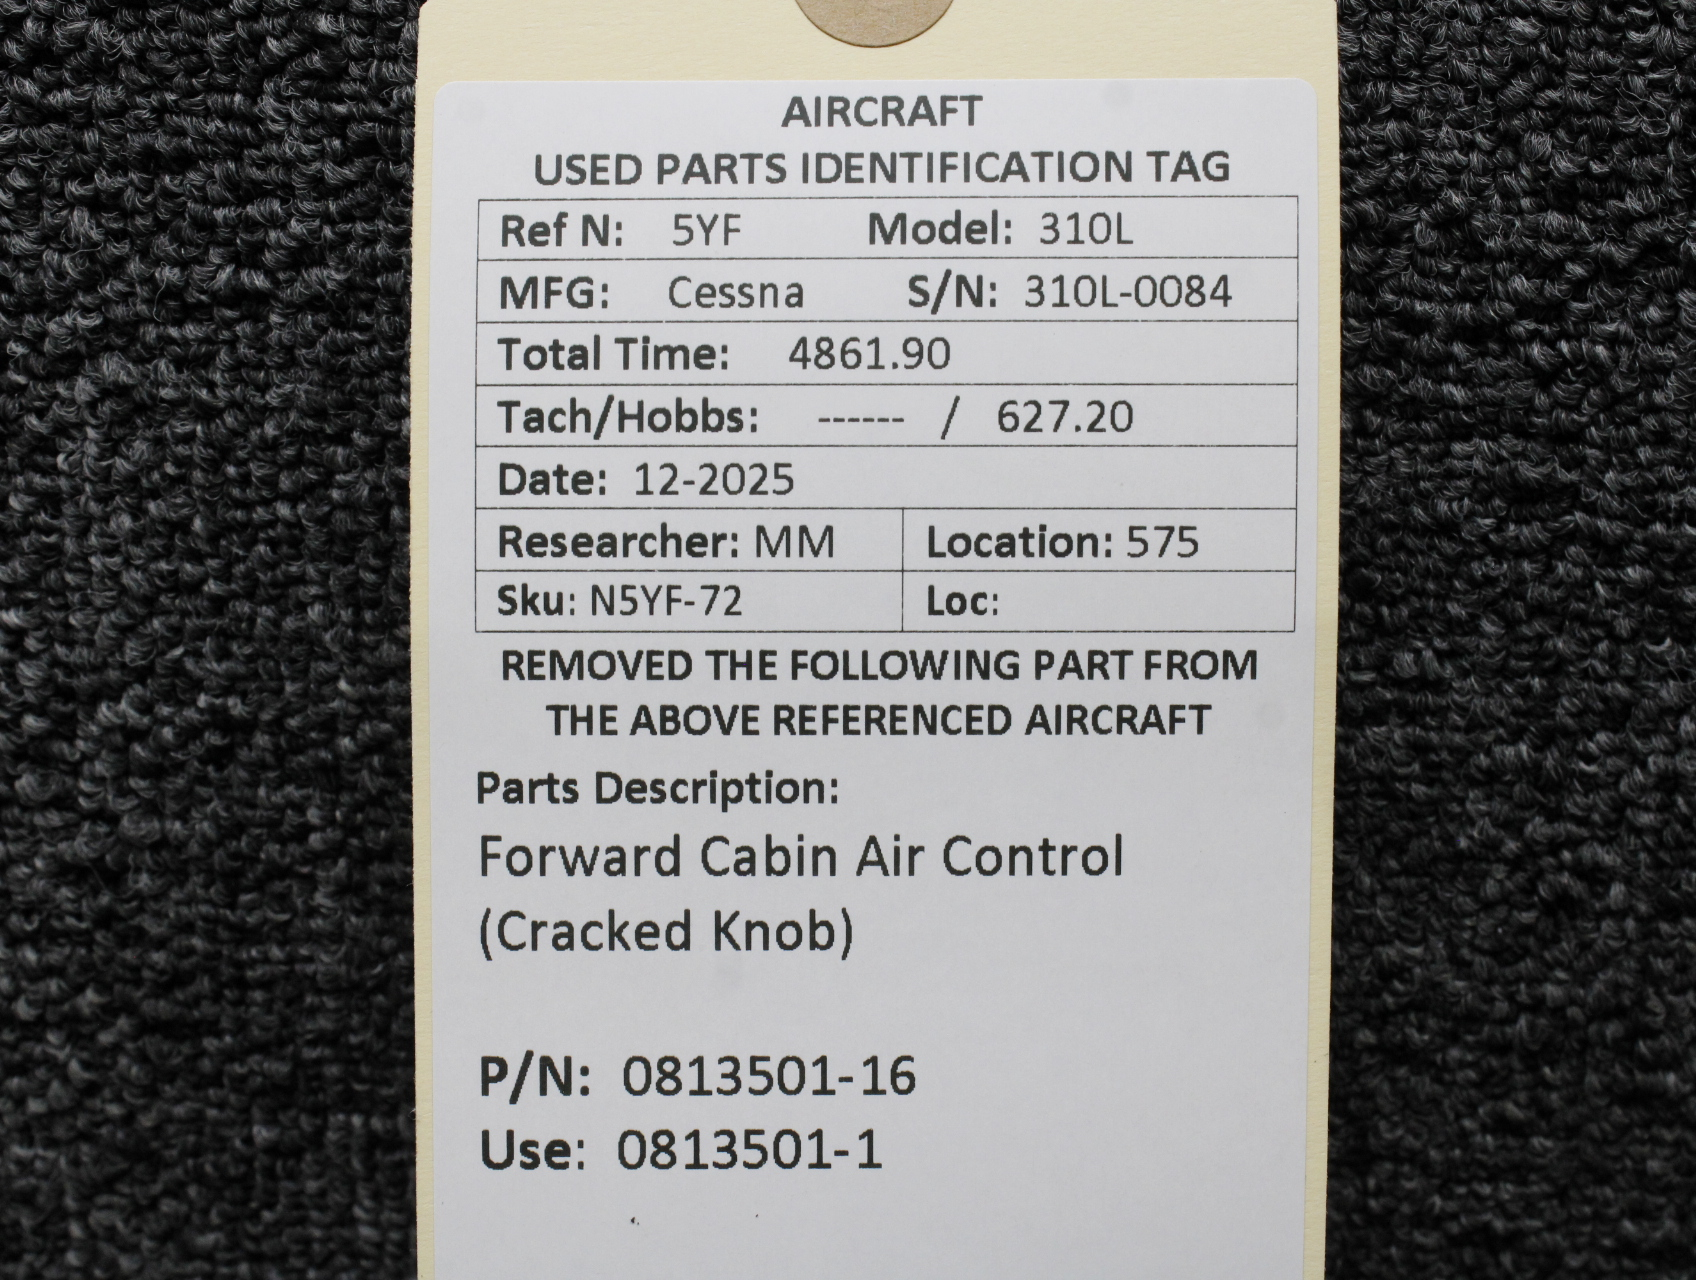 AIRCRAFT
USED PARTS IDENTIFICATION TAG
Ref N: 5YF Model: 310L
MFG: Cessna S/N: 310L-0084
Total Time: 4861.90
Tach/Hobbs: ------ / 627.20
Date: 12-2025
Researcher: MM Location: 575
Sku: N5YF-72 Loc:
REMOVED THE FOLLOWING PART FROM
THE ABOVE REFERENCED AIRCRAFT
Parts Description:
Forward Cabin Air Control
(Cracked Knob)
P/N: 0813501-16
Use: 0813501-1